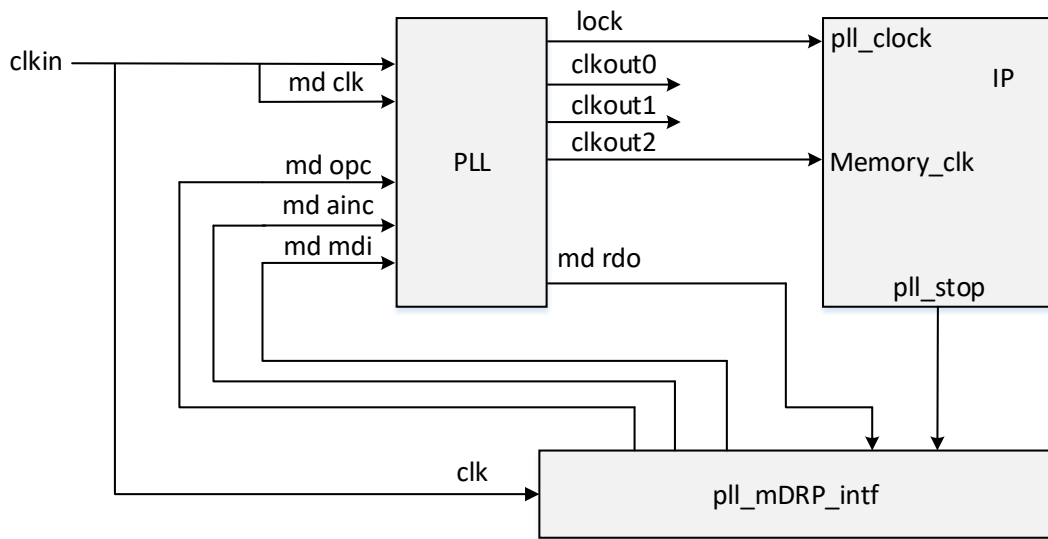 lock
pll_clock
clkin
clkout0
IP
md clk
clkout1
clkout2
PLL
Memory_clk
md opc
md ainc
md mdi
md rdo
pll_stop
clk
pll_mDRP_intf